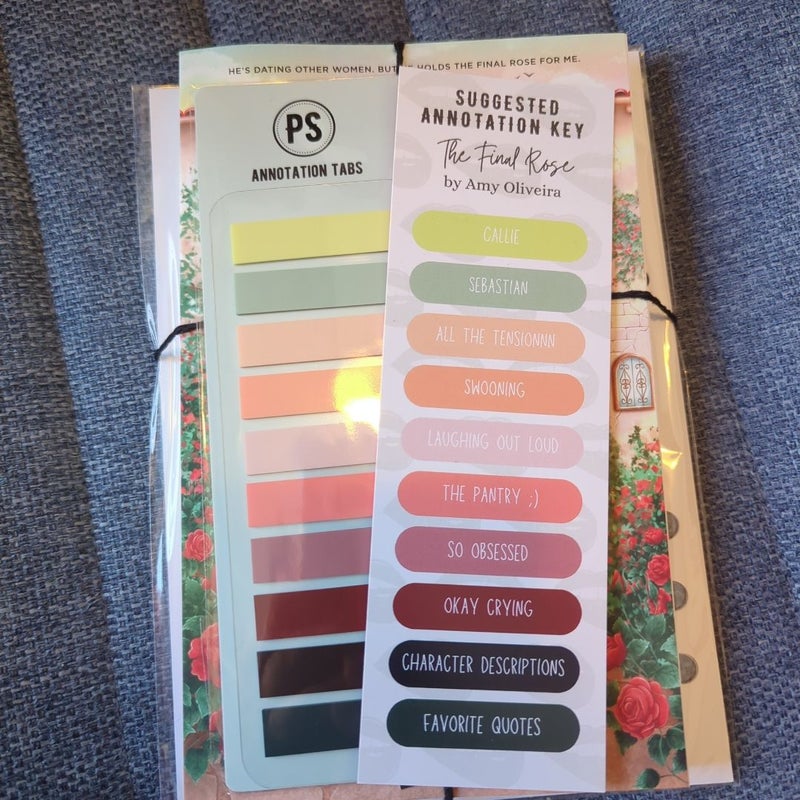 HE'S DATING OTHER WOMEN. BUT HOLDS THE FINAL ROSE FOR ME.
PS
ANNOTATION TABS
SUGGESTED
ANNOTATION KEY
The Final Rose
by Amy Oliveira
CALLIE
SEBASTIAN
ALL THE TENSIONNN
SWOONING
LAUGHING OUT LOUD
THE PANTRY ;)
SO OBSESSED
OKAY CRYING
CHARACTER DESCRIPTIONS
FAVORITE QUOTES